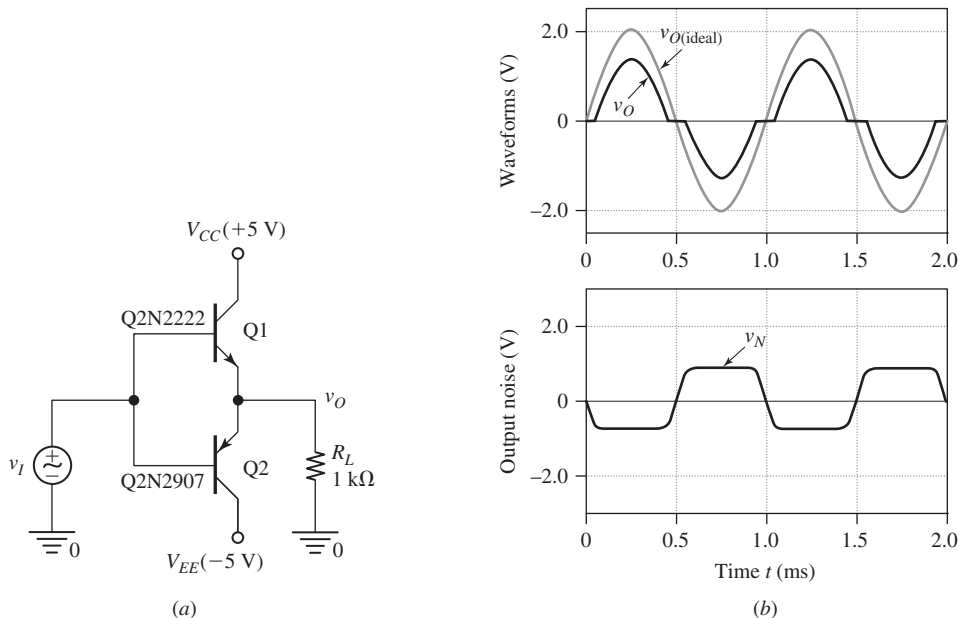 V_CC (+5 V)
Q2N2222
Q1
v_O
v_I
Q2N2907
Q2
R_L
1 kΩ
0
0
V_EE (−5 V)
(a)
Waveforms (V)
2.0
0
−2.0
v_O(ideal)
v_O
0 0.5 1.0 1.5 2.0
Output noise (V)
2.0
0
−2.0
v_N
0 0.5 1.0 1.5 2.0
Time t (ms)
(b)